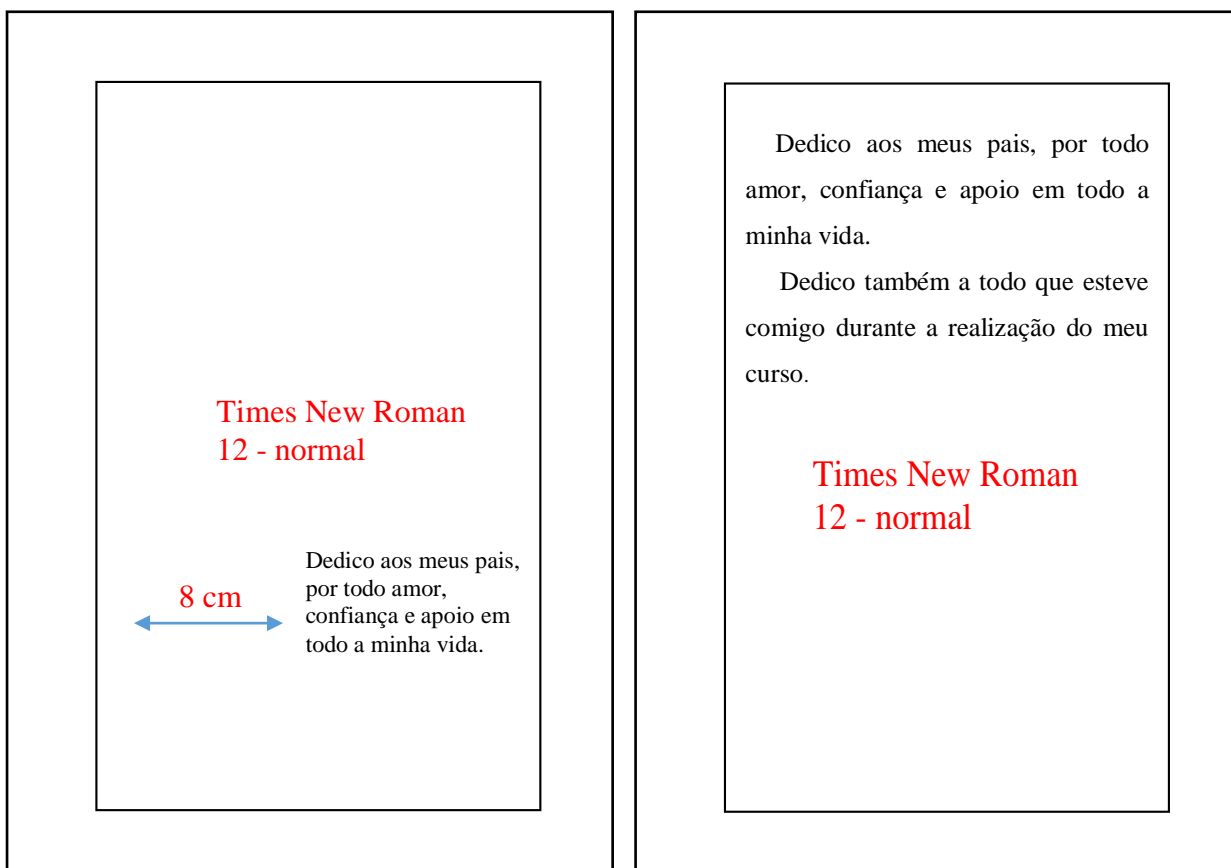 Times New Roman
12 - normal
8 cm
Dedico aos meus pais,
por todo amor,
confiança e apoio em
todo a minha vida.
Dedico aos meus pais, por todo
amor, confiança e apoio em todo a
minha vida.
Dedico também a todo que esteve
comigo durante a realização do meu
curso.
Times New Roman
12 - normal